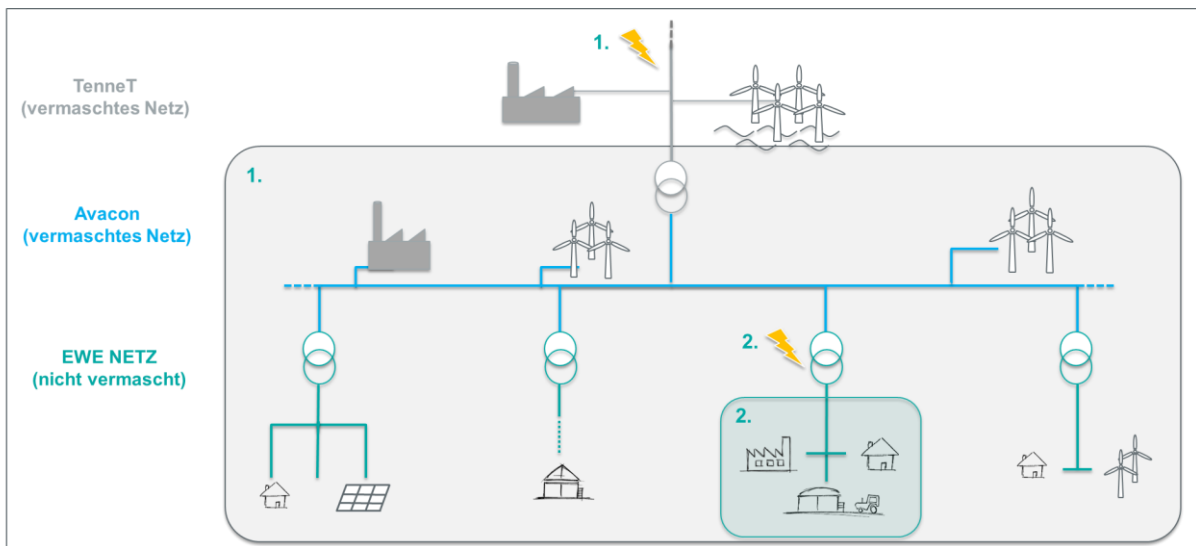 1.
TenneT
(vermaschtes Netz)
1.
Avacon
(vermaschtes Netz)
EWE NETZ
(nicht vermascht)
2.
2.